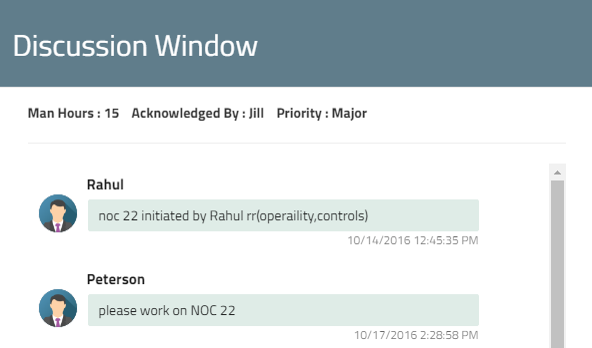 Discussion Window
Man Hours : 15 Acknowledged By : Jill Priority : Major
Rahul
noc 22 initiated by Rahul rr(operaility,controls)
10/14/2016 12:45:35 PM
Peterson
please work on NOC 22
10/17/2016 2:28:58 PM